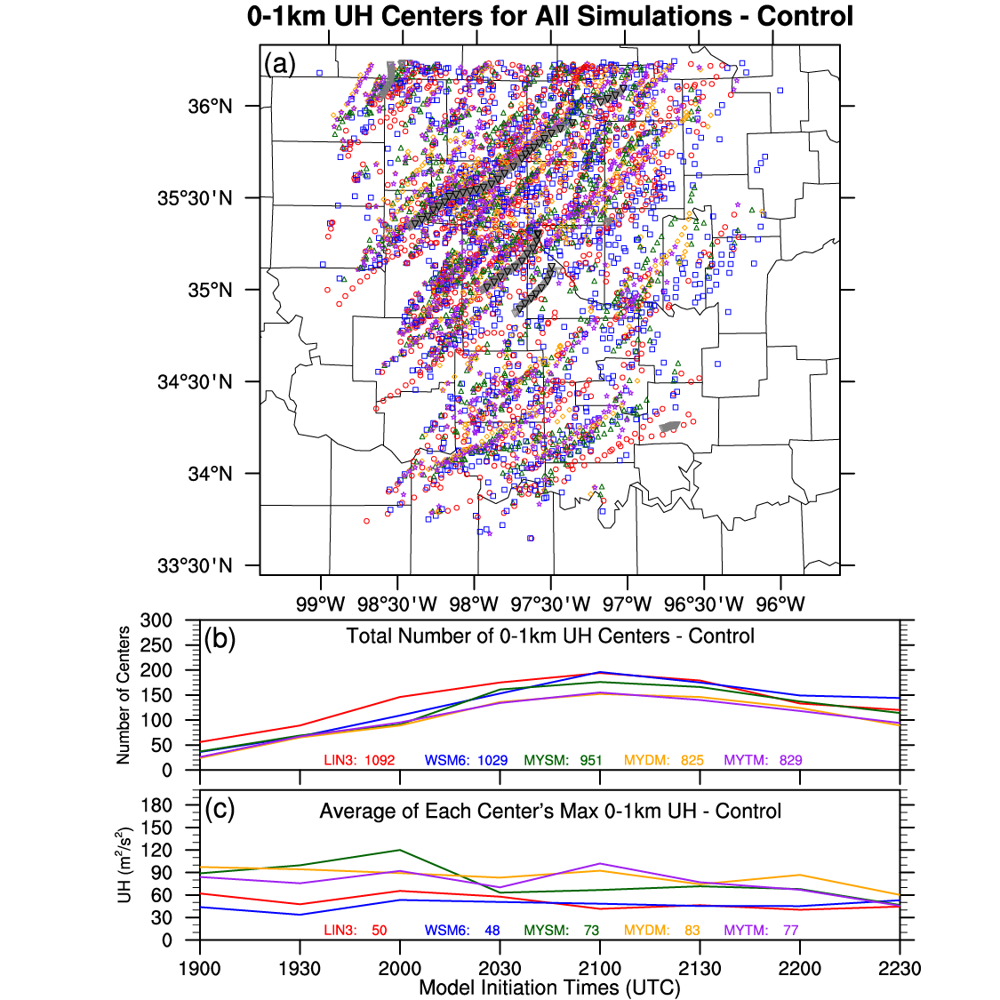 0-1km UH Centers for All Simulations - Control
(a)
36°N
35°30'N
35°N
34°30'N
34°N
33°30'N
99°W 98°30'W 98°W 97°30'W 97°W 96°30'W 96°W
(b)
Total Number of 0-1km UH Centers - Control
Number of Centers
300
250
200
150
100
50
0
LIN3: 1092 WSM6: 1029 MYSM: 951 MYDM: 825 MYTM: 829
(c)
Average of Each Center's Max 0-1km UH - Control
UH (m²/s²)
180
150
120
90
60
30
0
LIN3: 50 WSM6: 48 MYSM: 73 MYDM: 83 MYTM: 77
1900 1930 2000 2030 2100 2130 2200 2230
Model Initiation Times (UTC)